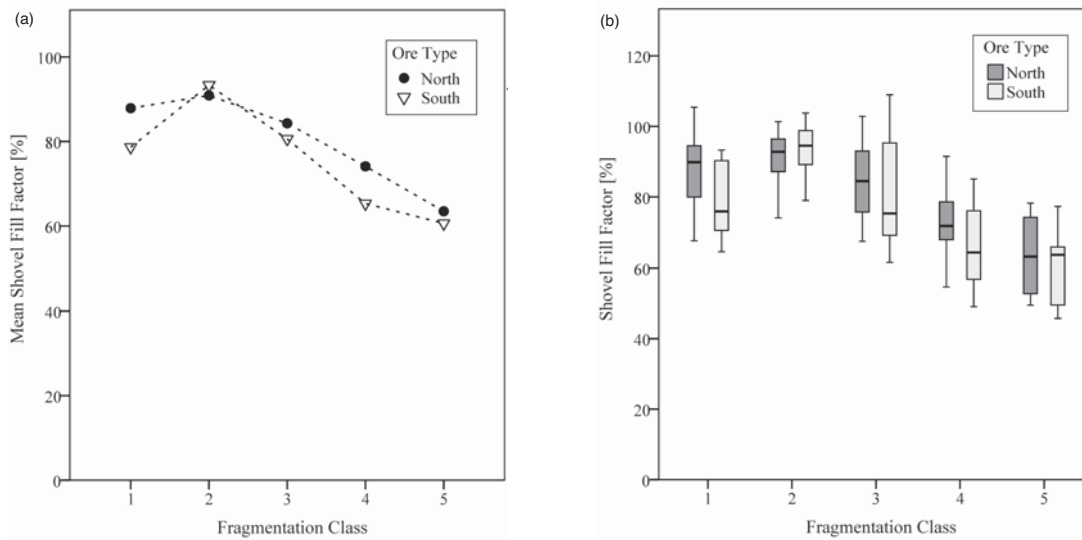 (a)
Mean Shovel Fill Factor [%]
100
80
60
40
20
0
Ore Type
North
South
1 2 3 4 5
Fragmentation Class
(b)
Shovel Fill Factor [%]
120
100
80
60
40
20
0
Ore Type
North
South
1 2 3 4 5
Fragmentation Class